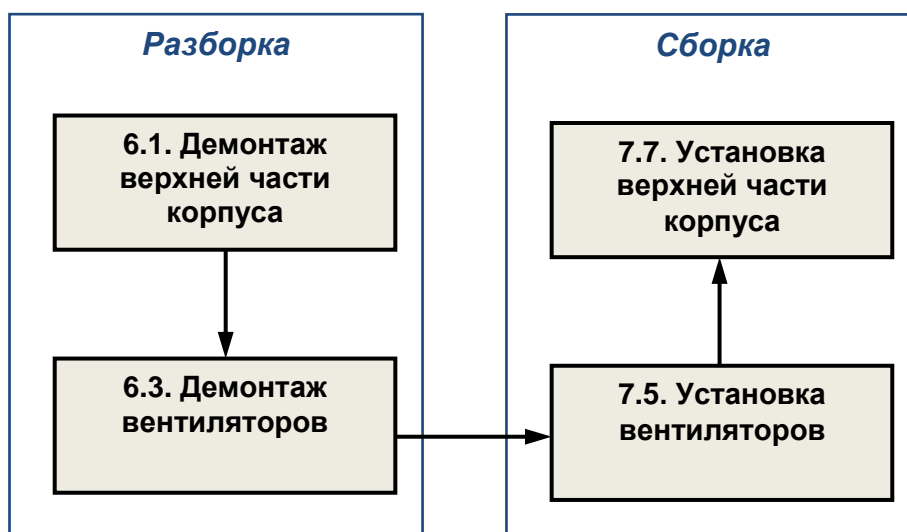 Разборка
6.1. Демонтаж
верхней части
корпуса
6.3. Демонтаж
вентиляторов
Сборка
7.7. Установка
верхней части
корпуса
7.5. Установка
вентиляторов